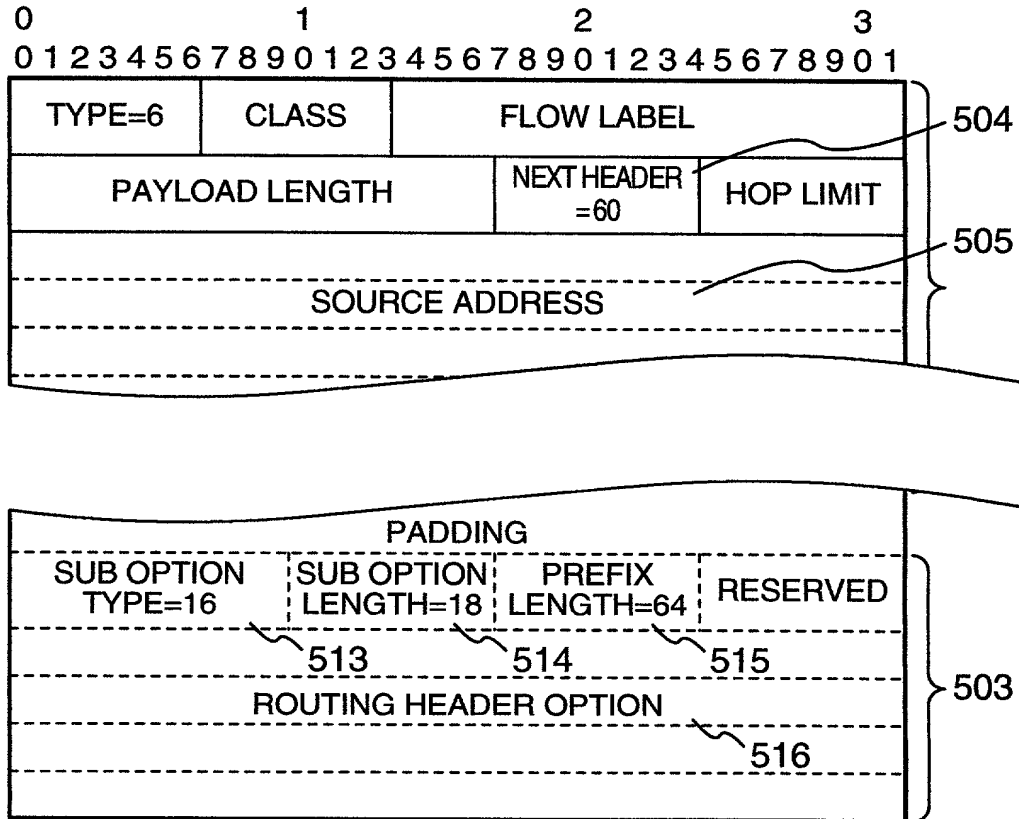 0 1 2 3
0 1 2 3 4 5 6 7 8 9 0 1 2 3 4 5 6 7 8 9 0 1 2 3 4 5 6 7 8 9 0 1
TYPE=6 CLASS FLOW LABEL
504
PAYLOAD LENGTH NEXT HEADER =60 HOP LIMIT
505
SOURCE ADDRESS
PADDING
SUB OPTION TYPE=16 SUB OPTION LENGTH=18 PREFIX LENGTH=64 RESERVED
513 514 515
503
ROUTING HEADER OPTION
516